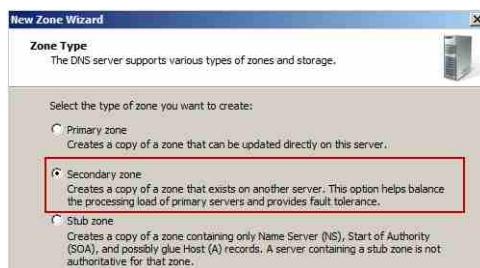 New Zone Wizard
Zone Type
The DNS server supports various types of zones and storage.
Select the type of zone you want to create:
Primary zone
Creates a copy of a zone that can be updated directly on this server.
Secondary zone
Creates a copy of a zone that exists on another server. This option helps balance
the processing load of primary servers and provides fault tolerance.
Stub zone
Creates a copy of a zone containing only Name Server (NS), Start of Authority
(SOA), and possibly glue Host (A) records. A server containing a stub zone is not
authoritative for that zone.